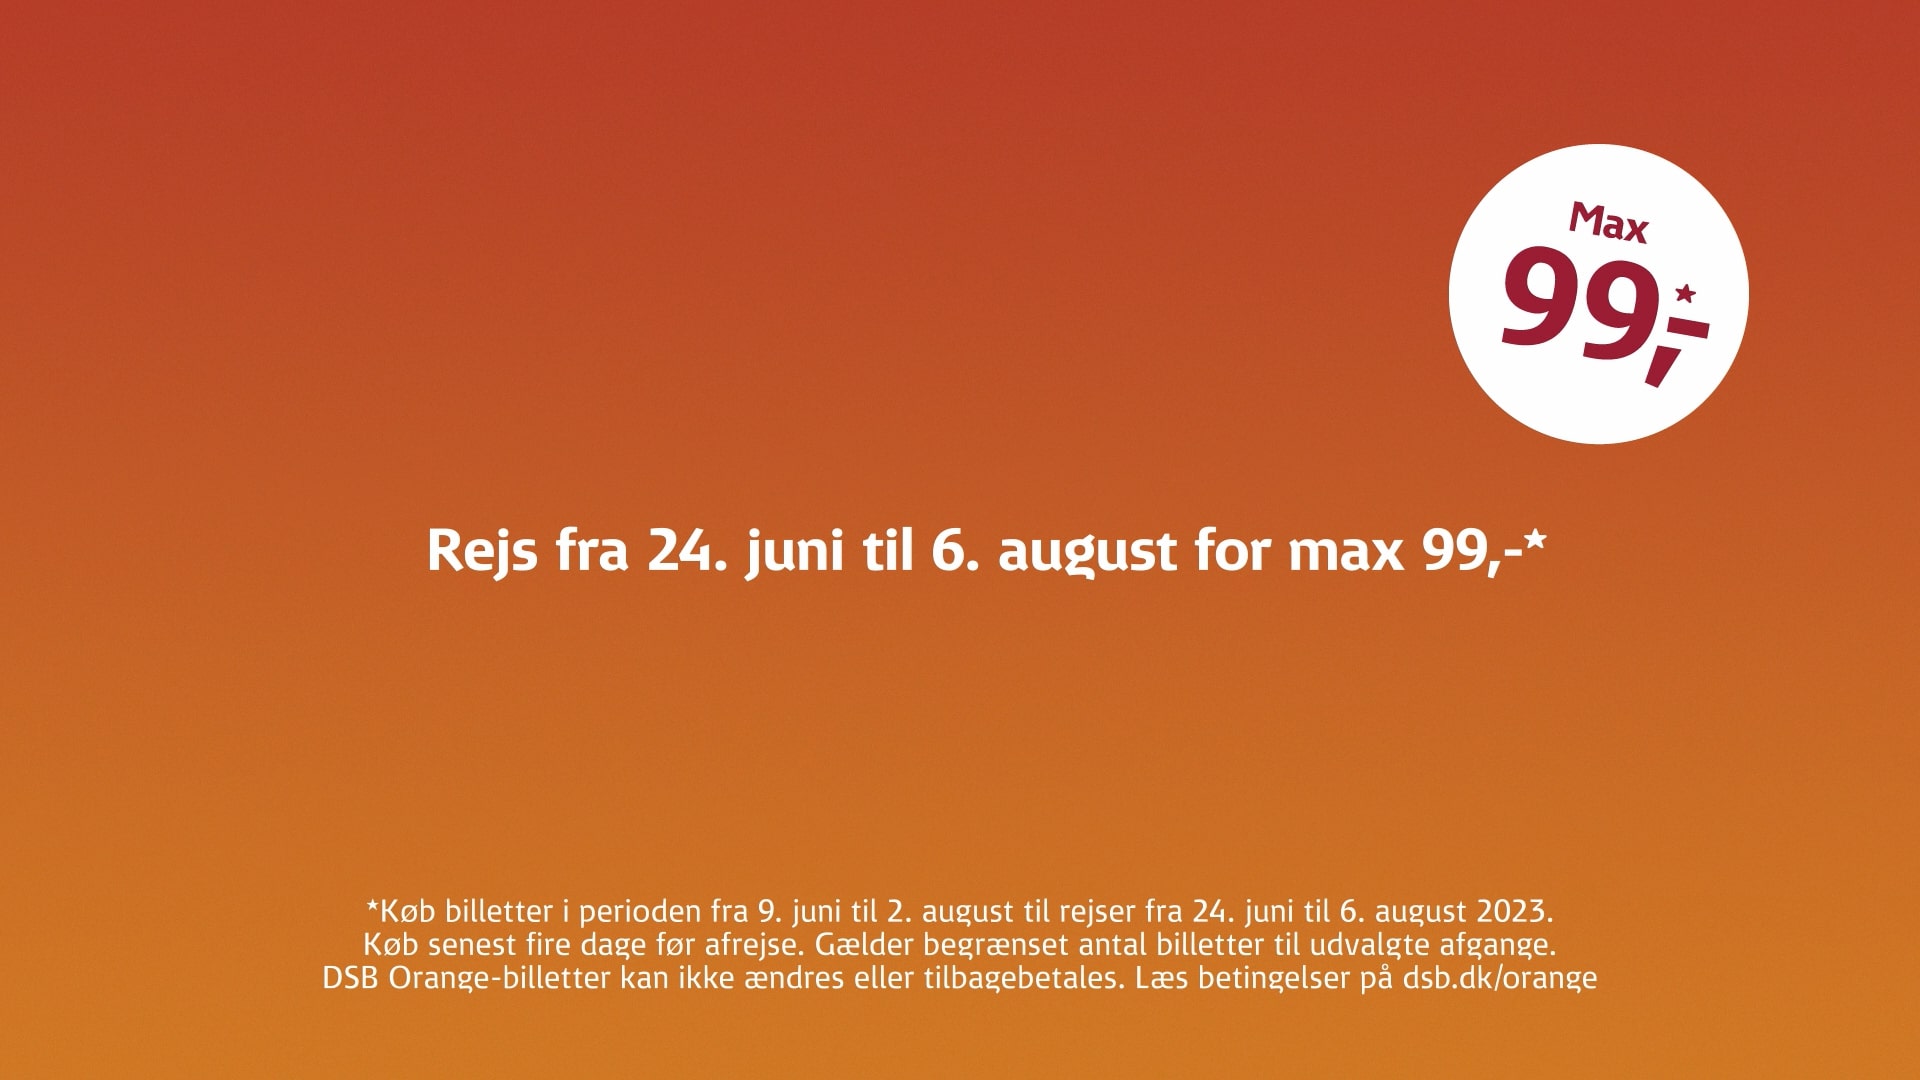 Max
99,-*
Rejs fra 24. juni til 6. august for max 99,-*
*Køb billetter i perioden fra 9. juni til 2. august til rejser fra 24. juni til 6. august 2023.
Køb senest fire dage før afrejse. Gælder begrænset antal billetter til udvalgte afgange.
DSB Orange-billetter kan ikke ændres eller tilbagebetales. Læs betingelser på dsb.dk/orange